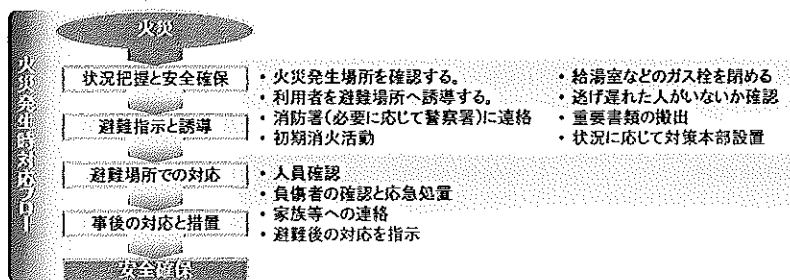 火災発生時対応フロー
火災
状況把握と安全確保
避難指示と誘導
・火災発生場所を確認する。
・利用者を避難場所へ誘導する。
・消防署(必要に応じて警察署)に連絡
・初期消火活動
・給湯室などのガス栓を閉める
・逃げ遅れた人がいないか確認
・重要書類の搬出
・状況に応じて対策本部設置
避難場所での対応
事後の対応と措置
・人員確認
・負傷者の確認と応急処置
・家族等への連絡
・避難後の対応を指示
安全確保